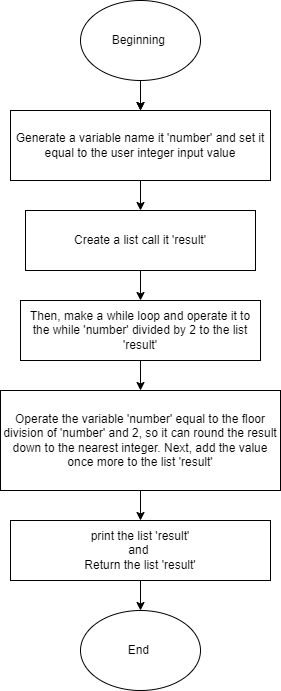 Beginning
Generate a variable name it 'number' and set it
equal to the user integer input value
Create a list call it 'result'
Then, make a while loop and operate it to
the while 'number' divided by 2 to the list
'result'
Operate the variable 'number' equal to the floor
division of 'number' and 2, so it can round the result
down to the nearest integer. Next, add the value
once more to the list 'result'
print the list 'result'
and
Return the list 'result'
End